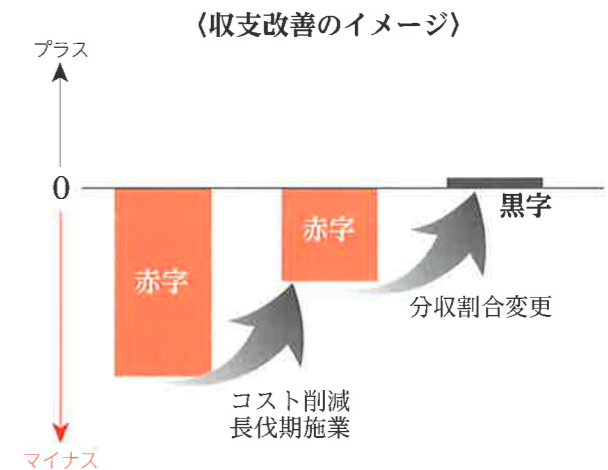 〈収支改善のイメージ〉
プラス
0
赤字
赤字
黒字
分収割合変更
コスト削減
長伐期施業
マイナス